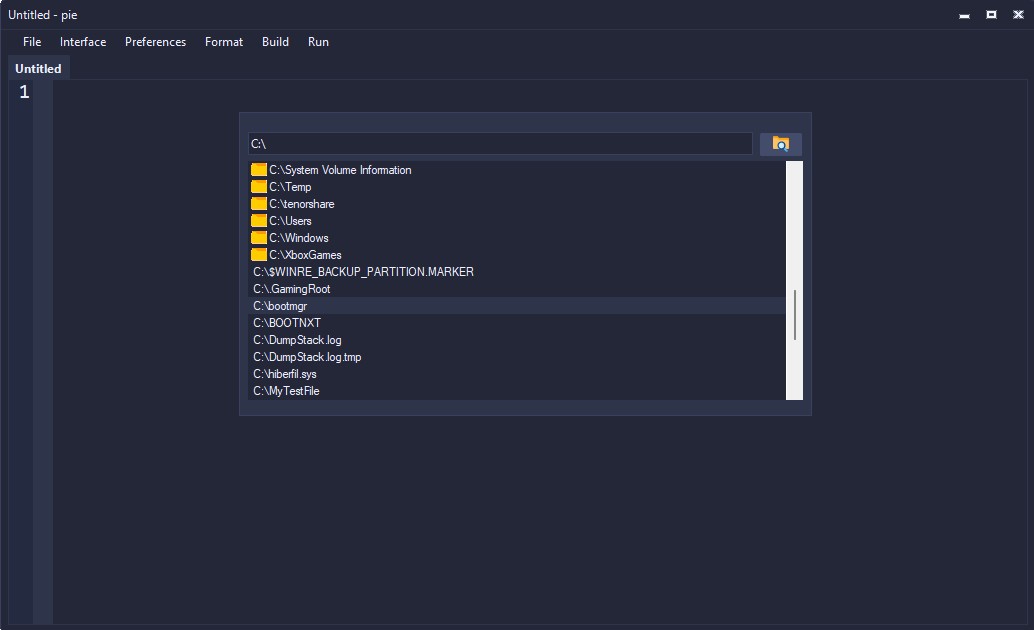 Untitled - pie
File Interface Preferences Format Build Run
Untitled
1
C:\
C:\System Volume Information
C:\Temp
C:\tenorshare
C:\Users
C:\Windows
C:\XboxGames
C:\$WINRE_BACKUP_PARTITION.MARKER
C:\.GamingRoot
C:\bootmgr
C:\BOOTNXT
C:\DumpStack.log
C:\DumpStack.log.tmp
C:\hiberfil.sys
C:\MyTestFile